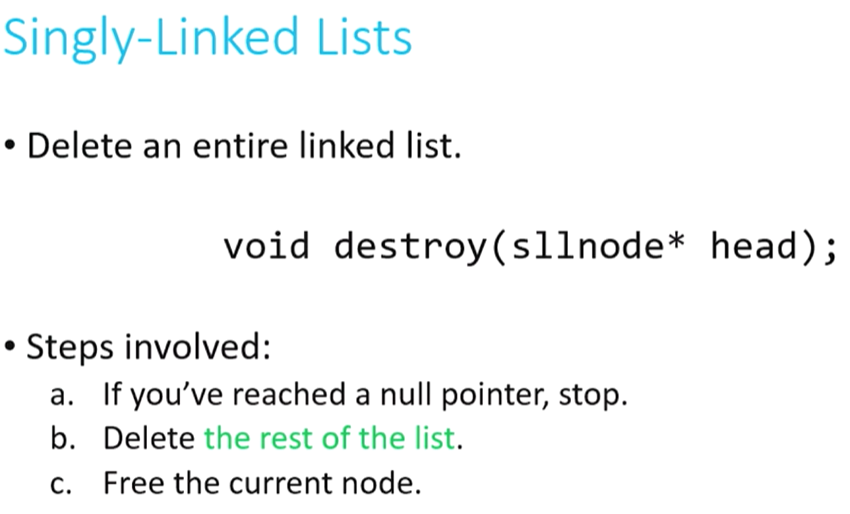 Singly-Linked Lists
• Delete an entire linked list.
void destroy(sllnode* head);
• Steps involved:
a. If you’ve reached a null pointer, stop.
b. Delete the rest of the list.
c. Free the current node.